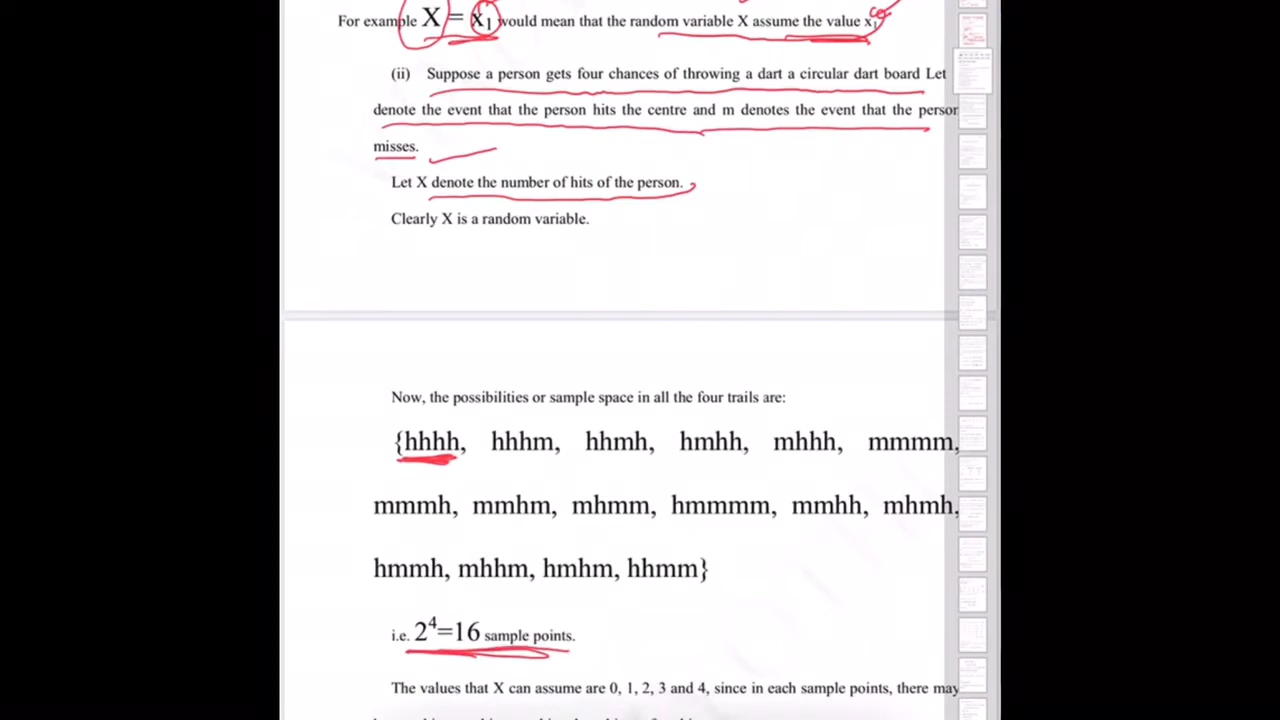 For example X = x₁ would mean that the random variable X assume the value x₁
(ii) Suppose a person gets four chances of throwing a dart a circular dart board Let
denote the event that the person hits the centre and m denotes the event that the person
misses.
Let X denote the number of hits of the person.
Clearly X is a random variable.
Now, the possibilities or sample space in all the four trails are:
{hhhh, hhhm, hhmh, hmhh, mhhh, mmmm,
mmmh, mmhm, mhmm, hmmmm, mmhh, mhmh,
hmmh, mhhm, hmhm, hhmm}
i.e. 2⁴=16 sample points.
The values that X can assume are 0, 1, 2, 3 and 4, since in each sample points, there may